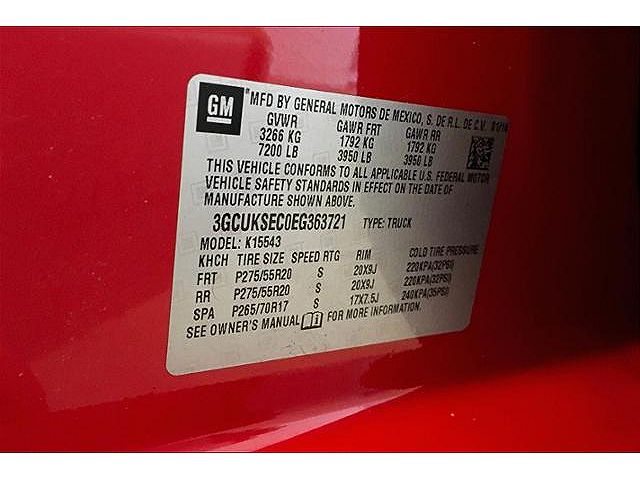 GM
MFD BY GENERAL MOTORS DE MEXICO, S. DE R.L. DE C.V. 01/14
GVWR GAWR FRT GAWR RR
3266 KG 1792 KG 1792 KG
7200 LB 3950 LB 3950 LB
THIS VEHICLE CONFORMS TO ALL APPLICABLE U.S. FEDERAL MOTOR
VEHICLE SAFETY STANDARDS IN EFFECT ON THE DATE OF
MANUFACTURE SHOWN ABOVE.
3GCUKSEC0EG363721 TYPE: TRUCK
MODEL: K15543
KHCH TIRE SIZE SPEED RTG RIM COLD TIRE PRESSURE
FRT P275/55R20 S 20X9J 220KPA(32PSI)
RR P275/55R20 S 20X9J 220KPA(32PSI)
SPA P265/70R17 S 17X7.5J 240KPA(35PSI)
SEE OWNER'S MANUAL FOR MORE INFORMATION.